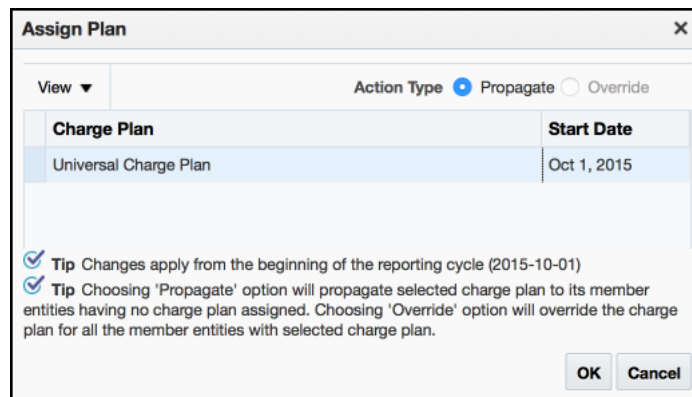 Assign Plan
View
Action Type Propagate Override
Charge Plan Start Date
Universal Charge Plan Oct 1, 2015
Tip Changes apply from the beginning of the reporting cycle (2015-10-01)
Tip Choosing 'Propagate' option will propagate selected charge plan to its member
entities having no charge plan assigned. Choosing 'Override' option will override the charge
plan for all the member entities with selected charge plan.
OK Cancel